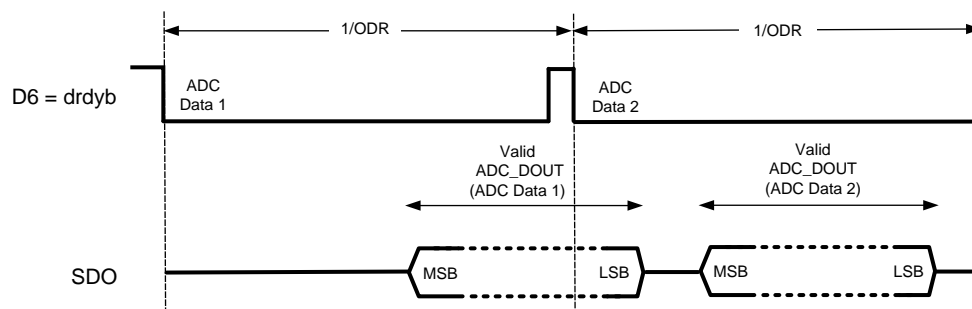 1/ODR
1/ODR
D6 = drdyb
ADC
Data 1
ADC
Data 2
Valid
ADC_DOUT
(ADC Data 1)
Valid
ADC_DOUT
(ADC Data 2)
SDO
MSB
LSB
MSB
LSB